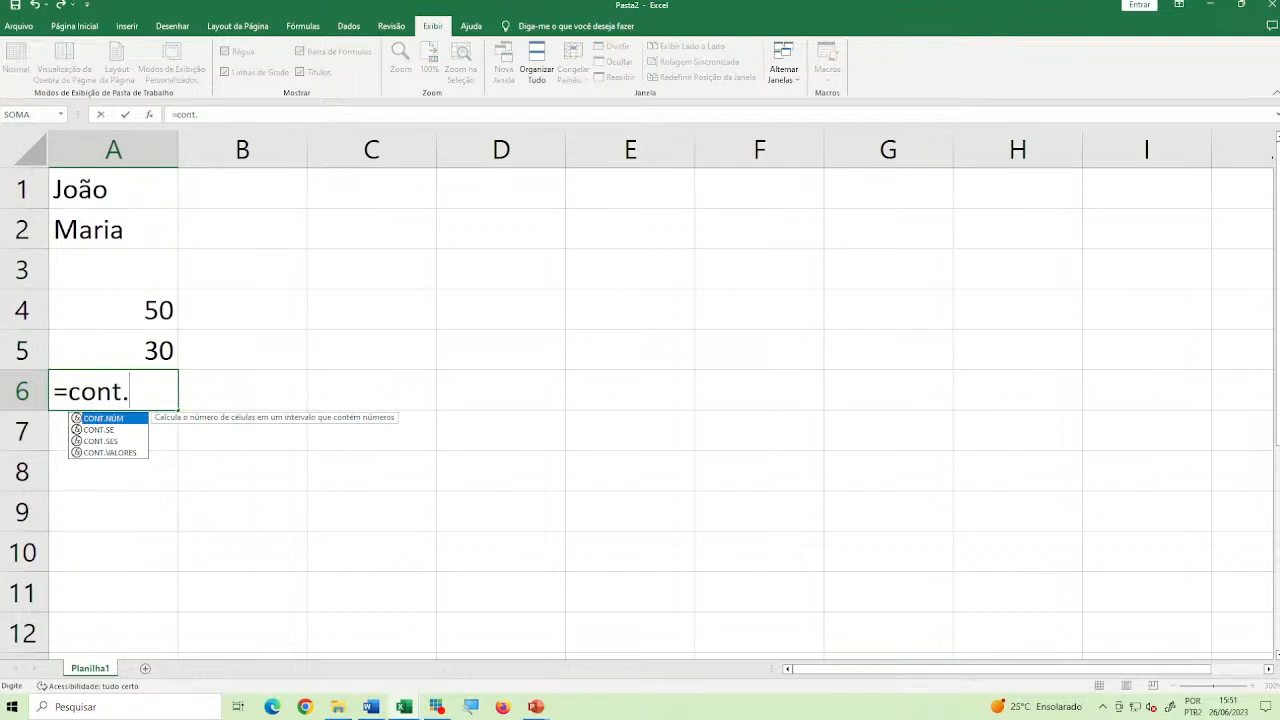 Pasta2 - Excel
Entrar
Arquivo Página Inicial Inserir Desenhar Layout da Página Fórmulas Dados Revisão Exibir Ajuda Diga-me o que você deseja fazer
Normal
Visualização da Quebra de Página
Layout da Página
Modos de Exibição Personalizados
Modos de Exibição de Pasta de Trabalho
Régua
Barra de Fórmulas
Linhas de Grade
Títulos
Mostrar
Zoom
100%
Zoom na Seleção
Zoom
Nova Janela
Organizar Tudo
Congelar Painéis
Dividir
Ocultar
Reexibir
Exibir Lado a Lado
Rolagem Sincronizada
Redefinir Posição da Janela
Alternar Janelas
Janela
Macros
Macros
SOMA
fx
=cont.
A B C D E F G H I
1 João
2 Maria
3
4 50
5 30
6 =cont.
CONT.NÚM Calcula o número de células em um intervalo que contém números
CONT.SE
CONT.SES
CONT.VALORES
7
8
9
10
11
12
Planilha1
Digite
Acessibilidade: tudo certo
300%
Pesquisar
25°C Ensolarado
POR
PTB2
15:51
26/06/2023